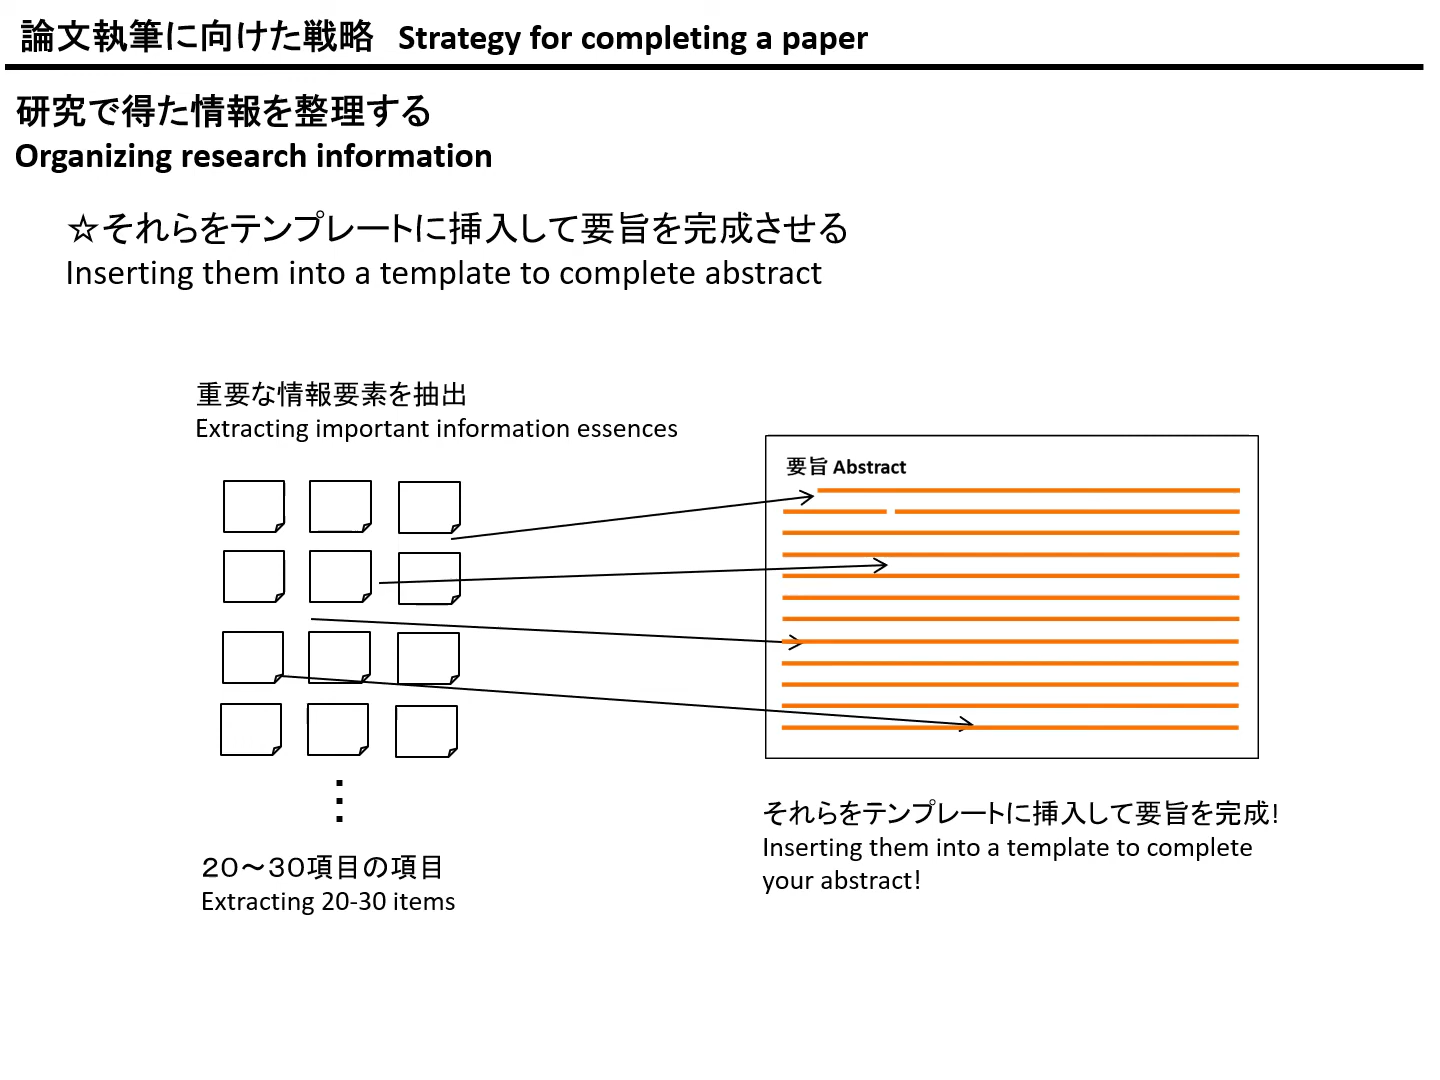 論文執筆に向けた戦略 Strategy for completing a paper
研究で得た情報を整理する
Organizing research information
☆それらをテンプレートに挿入して要旨を完成させる
Inserting them into a template to complete abstract
重要な情報要素を抽出
Extracting important information essences
要旨 Abstract
２０～３０項目の項目
Extracting 20-30 items
それらをテンプレートに挿入して要旨を完成!
Inserting them into a template to complete
your abstract!